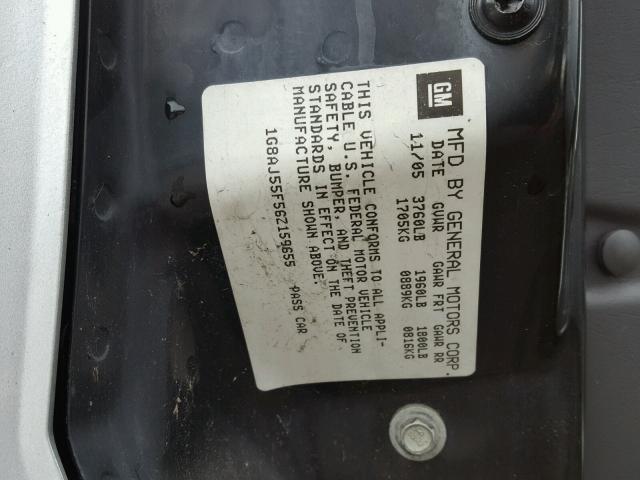 GM
MFD BY GENERAL MOTORS CORP.
DATE GVWR GAWR FRT GAWR RR
11/05 3760LB 1960LB 1800LB
1705KG 0889KG 0816KG
THIS VEHICLE CONFORMS TO ALL APPLI-
CABLE U.S. FEDERAL MOTOR VEHICLE
SAFETY, BUMPER, AND THEFT PREVENTION
STANDARDS IN EFFECT ON THE DATE OF
MANUFACTURE SHOWN ABOVE.
1G8AJ55F56Z159655 PASS CAR